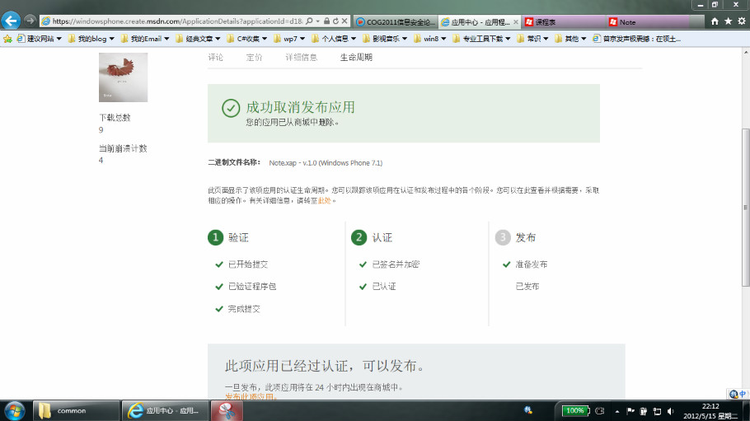 https://windowsphone.create.msdn.com/ApplicationDetails?applicationId=d18
COG2011信息安全论...
应用中心 - 应用程...
课程表
Note
建议网站
我的blog
我的Email
经典文章
C#收集
wp7
个人信息
影视音乐
win8
专业工具下载
常识
其他
首京发声极震撼：在领土...
评论
定价
详细信息
生命周期
下载总数
9
当前崩溃计数
4
成功取消发布应用
您的应用已从商城中删除。
二进制文件名称： Note.xap - v.1.0 (Windows Phone 7.1)
此页面显示了该项应用的认证生命周期。您可以跟踪该项应用在认证和发布过程中的各个阶段。您可以在此查看并根据需要，采取
相应的操作。有关详细信息，请转至此处。
1 验证
已开始提交
已验证程序包
完成提交
2 认证
已签名并加密
已认证
3 发布
准备发布
已发布
此项应用已经过认证，可以发布。
一旦发布，此项应用将在 24 小时内出现在商城中。
发布此项应用。
中
common
应用中心 - 应用...
100%
22:12
2012/5/15 星期二